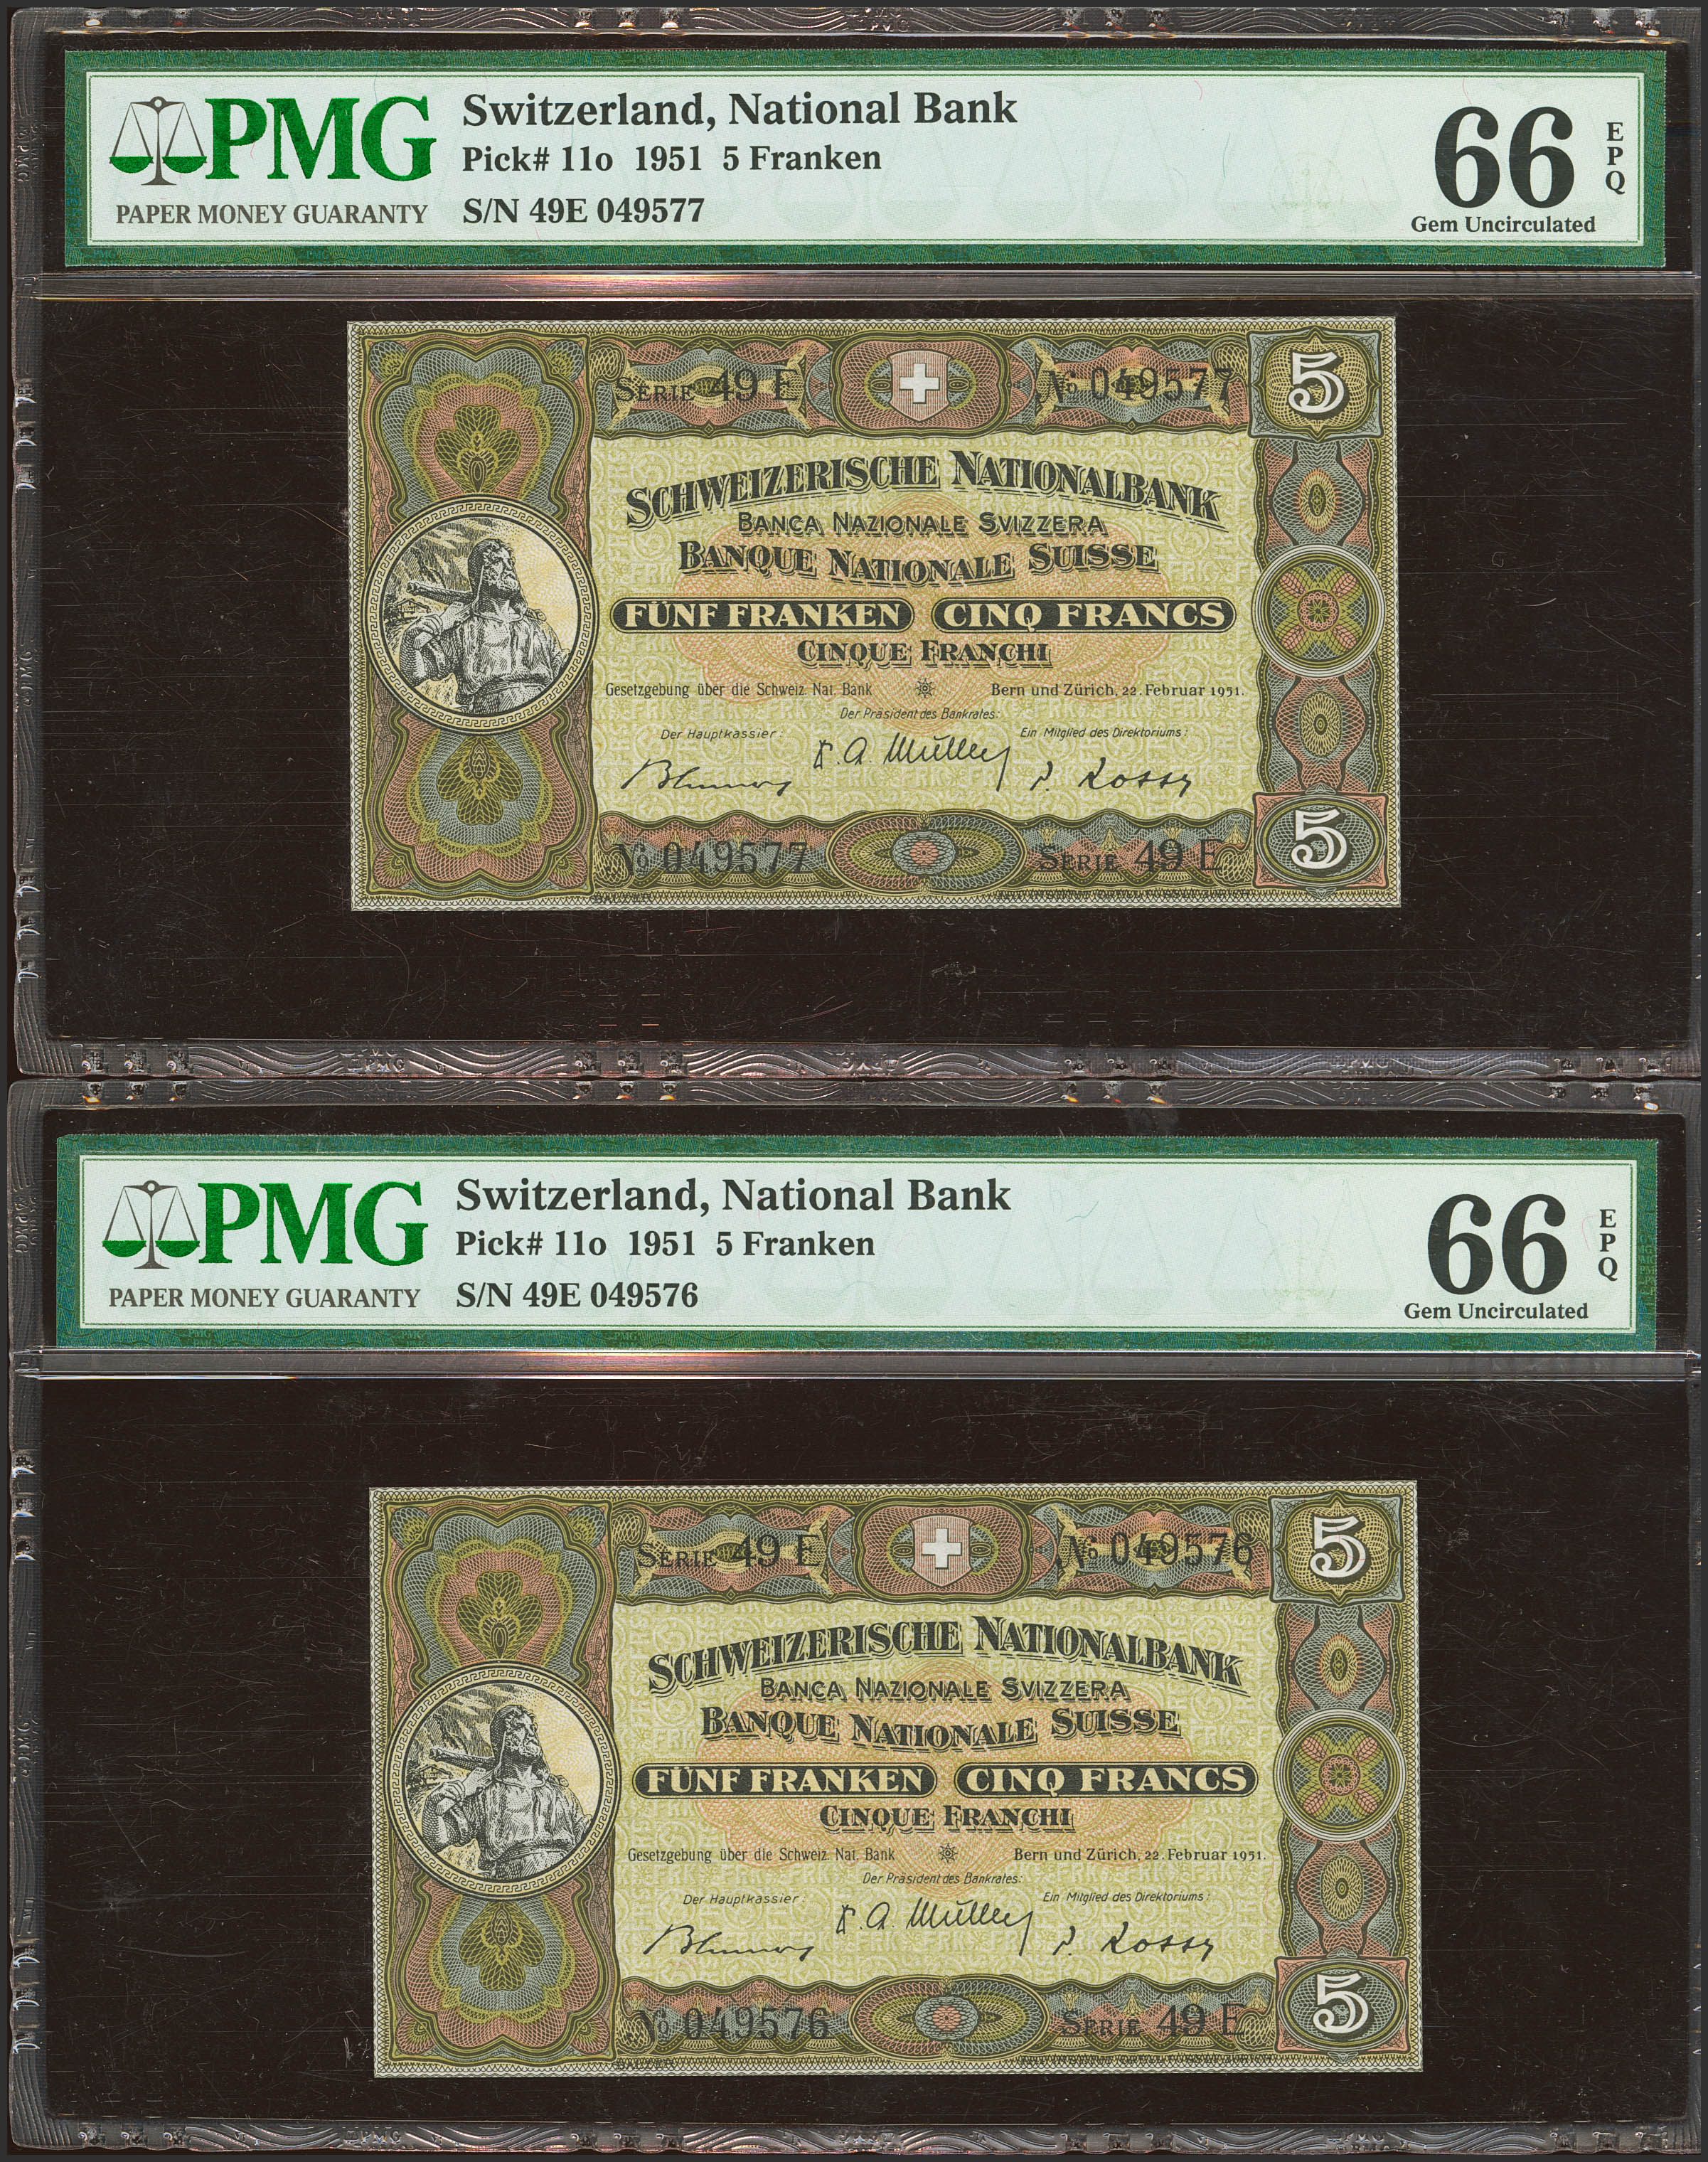 PMG
PAPER MONEY GUARANTY
Switzerland, National Bank
Pick# 11o 1951 5 Franken
S/N 49E 049577
66 EPQ
Gem Uncirculated
SERIE 49 E
No 049577
5
SCHWEIZERISCHE NATIONALBANK
BANCA NAZIONALE SVIZZERA
BANQUE NATIONALE SUISSE
FÜNF FRANKEN CINQ FRANCS
CINQUE FRANCHI
Gesetzgebung über die Schweiz. Nat. Bank Bern und Zürich, 22. Februar 1951.
Der Präsident des Bankrates:
Der Hauptkassier: Ein Mitglied des Direktoriums:
No 049577
SERIE 49 E
5
PMG
PMG
PAPER MONEY GUARANTY
Switzerland, National Bank
Pick# 11o 1951 5 Franken
S/N 49E 049576
66 EPQ
Gem Uncirculated
SERIE 49 E
No 049576
5
SCHWEIZERISCHE NATIONALBANK
BANCA NAZIONALE SVIZZERA
BANQUE NATIONALE SUISSE
FÜNF FRANKEN CINQ FRANCS
CINQUE FRANCHI
Gesetzgebung über die Schweiz. Nat. Bank Bern und Zürich, 22. Februar 1951.
Der Präsident des Bankrates:
Der Hauptkassier: Ein Mitglied des Direktoriums:
No 049576
SERIE 49 E
5
PMG